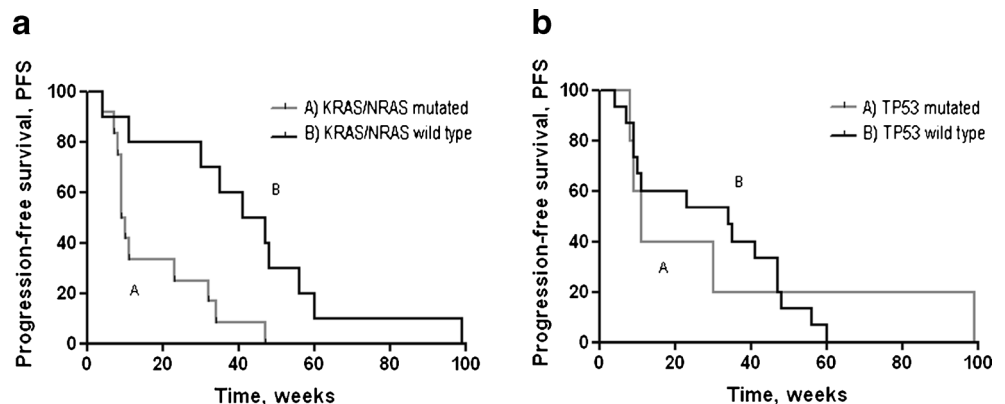 a
Progression-free survival, PFS
100
80
60
40
20
0
A) KRAS/NRAS mutated
B) KRAS/NRAS wild type
B
A
0 20 40 60 80 100
Time, weeks
b
Progression-free survival, PFS
100
80
60
40
20
0
A) TP53 mutated
B) TP53 wild type
B
A
0 20 40 60 80 100
Time, weeks